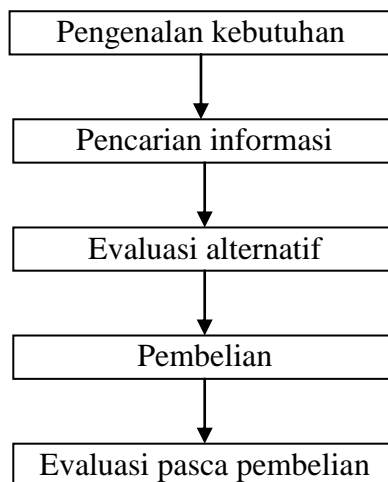 Pengenalan kebutuhan
Pencarian informasi
Evaluasi alternatif
Pembelian
Evaluasi pasca pembelian